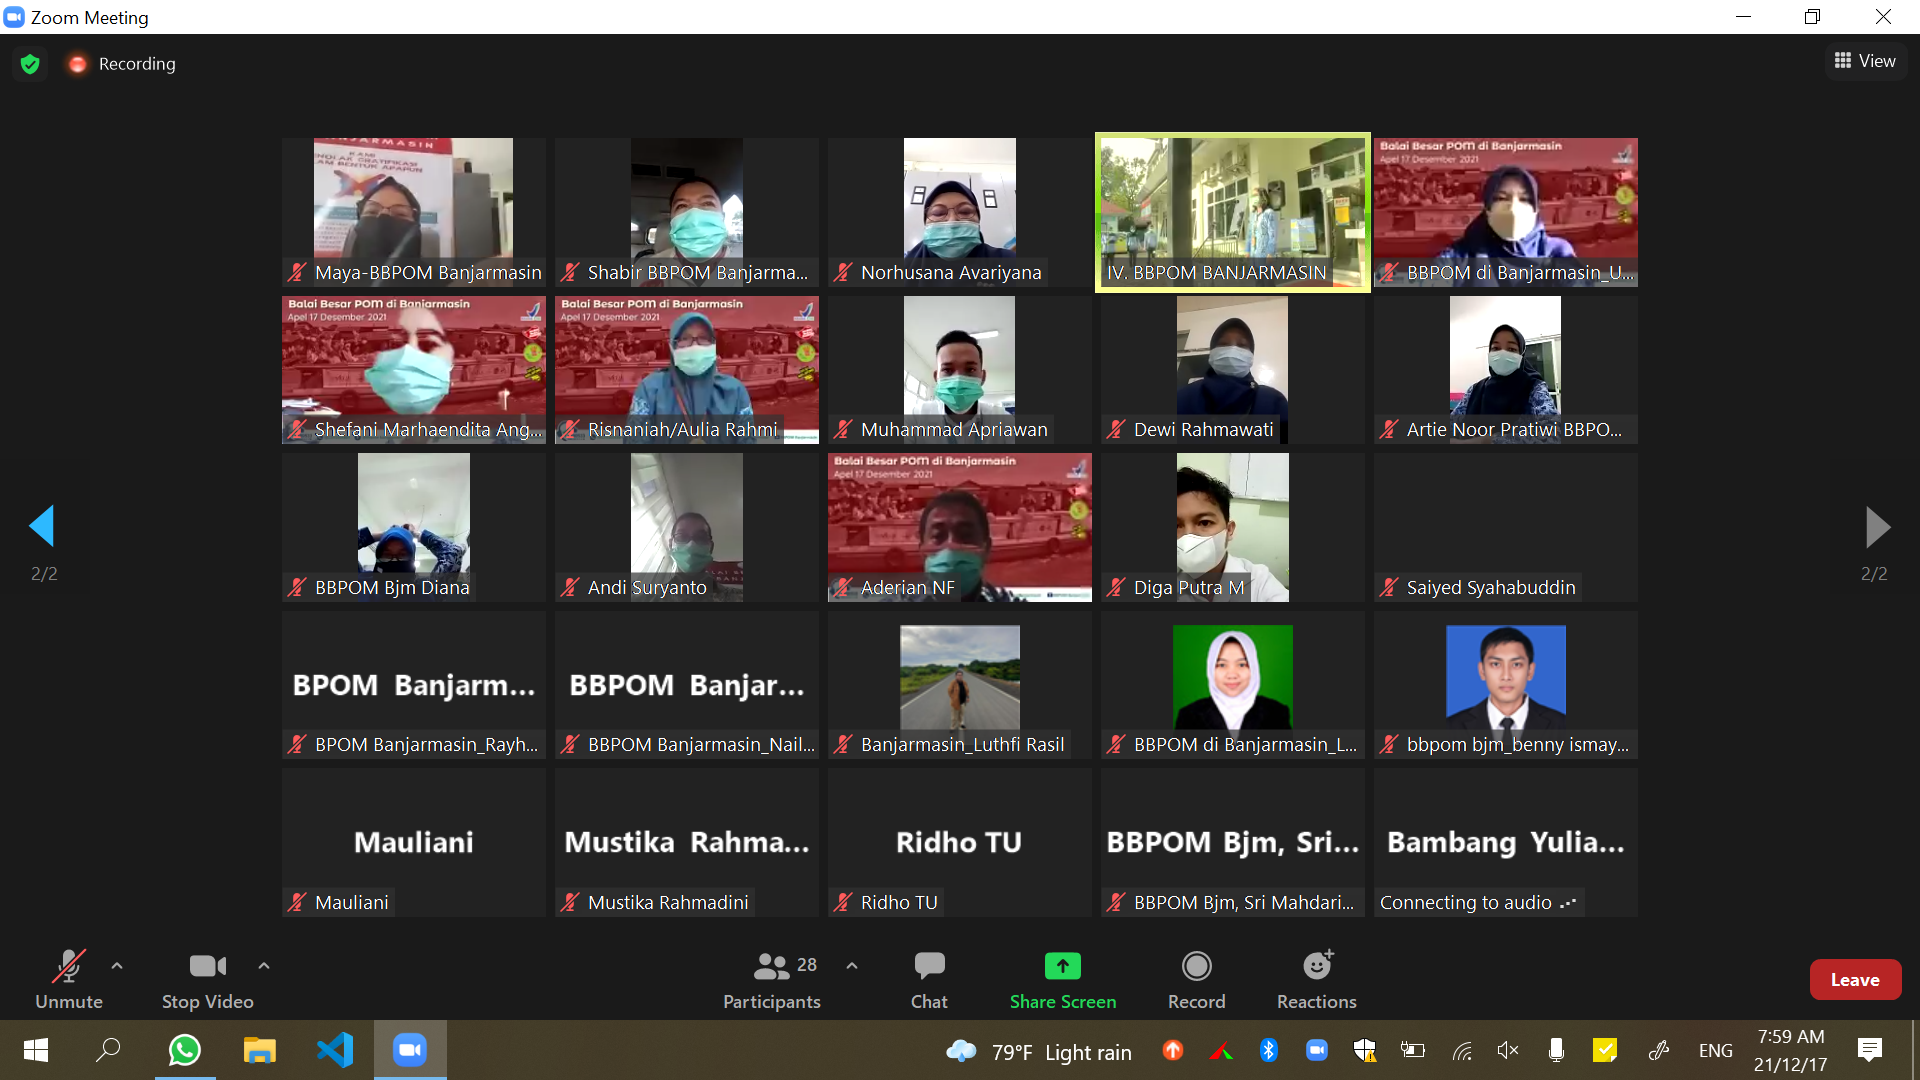 Zoom Meeting
Recording
View
BANJARMASIN
KAMI
MENOLAK GRATIFIKASI
DALAM BENTUK APAPUN
Maya-BBPOM Banjarmasin
Shabir BBPOM Banjarma...
Norhusana Avariyana
IV. BBPOM BANJARMASIN
Balai Besar POM di Banjarmasin
Apel 17 Desember 2021
BBPOM di Banjarmasin_U...
Balai Besar POM di Banjarmasin
Apel 17 Desember 2021
Shefani Marhaendita Ang...
Balai Besar POM di Banjarmasin
Apel 17 Desember 2021
Risnaniah/Aulia Rahmi
Muhammad Apriawan
Dewi Rahmawati
Artie Noor Pratiwi BBPO...
BBPOM Bjm Diana
Andi Suryanto
Balai Besar POM di Banjarmasin
Apel 17 Desember 2021
Aderian NF
Diga Putra M
Saiyed Syahabuddin
2/2
2/2
BPOM Banjarm...
BPOM Banjarmasin_Rayh...
BBPOM Banjar...
BBPOM Banjarmasin_Nail...
Banjarmasin_Luthfi Rasil
BBPOM di Banjarmasin_L...
bbpom bjm_benny ismay...
Mauliani
Mauliani
Mustika Rahma...
Mustika Rahmadini
Ridho TU
Ridho TU
BBPOM Bjm, Sri...
BBPOM Bjm, Sri Mahdari...
Bambang Yulia...
Connecting to audio
Unmute
Stop Video
28
Participants
Chat
Share Screen
Record
Reactions
Leave
79°F Light rain
ENG
7:59 AM
21/12/17